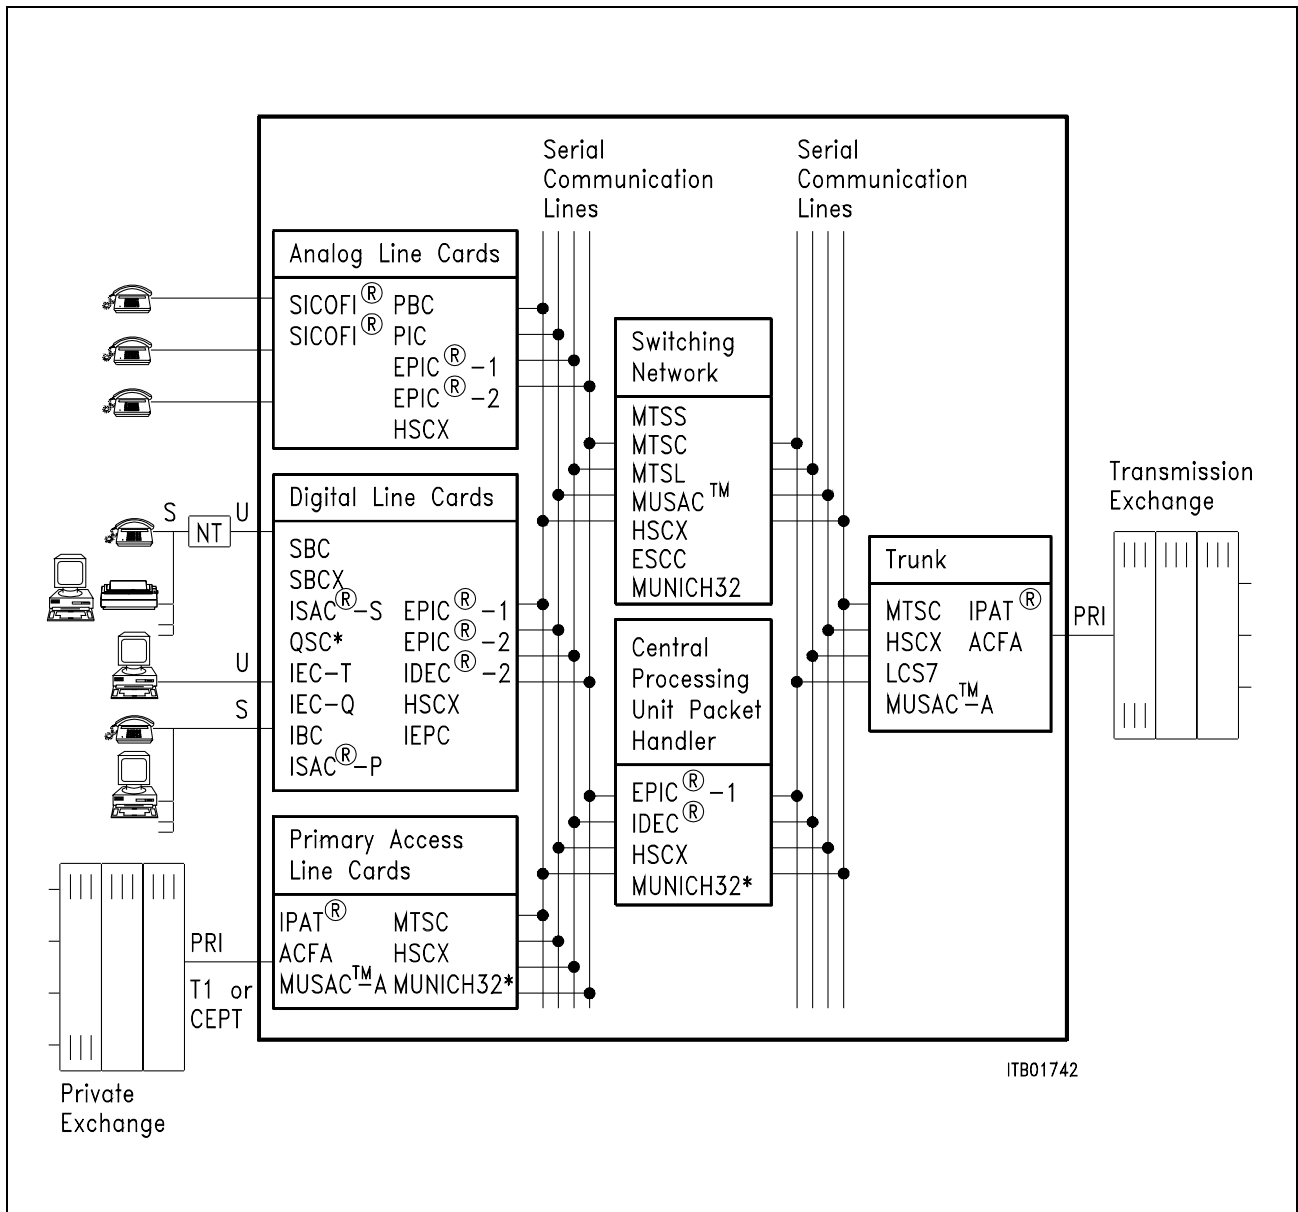 Serial
Communication
Lines
Serial
Communication
Lines
Analog Line Cards
SICOFI® PBC
SICOFI® PIC
EPIC®-1
EPIC®-2
HSCX
Switching
Network
MTSS
MTSC
MTSL
MUSAC™
HSCX
ESCC
MUNICH32
Digital Line Cards
SBC
SBCX
ISAC®-S EPIC®-1
QSC* EPIC®-2
IEC-T IDEC®-2
IEC-Q HSCX
IBC IEPC
ISAC®-P
S
NT
U
U
S
Transmission
Exchange
Trunk
MTSC IPAT®
HSCX ACFA
LCS7
MUSAC™-A
PRI
Central
Processing
Unit Packet
Handler
EPIC®-1
IDEC®
HSCX
MUNICH32*
Primary Access
Line Cards
IPAT® MTSC
ACFA HSCX
MUSAC™-A MUNICH32*
PRI
T1 or
CEPT
Private
Exchange
ITB01742